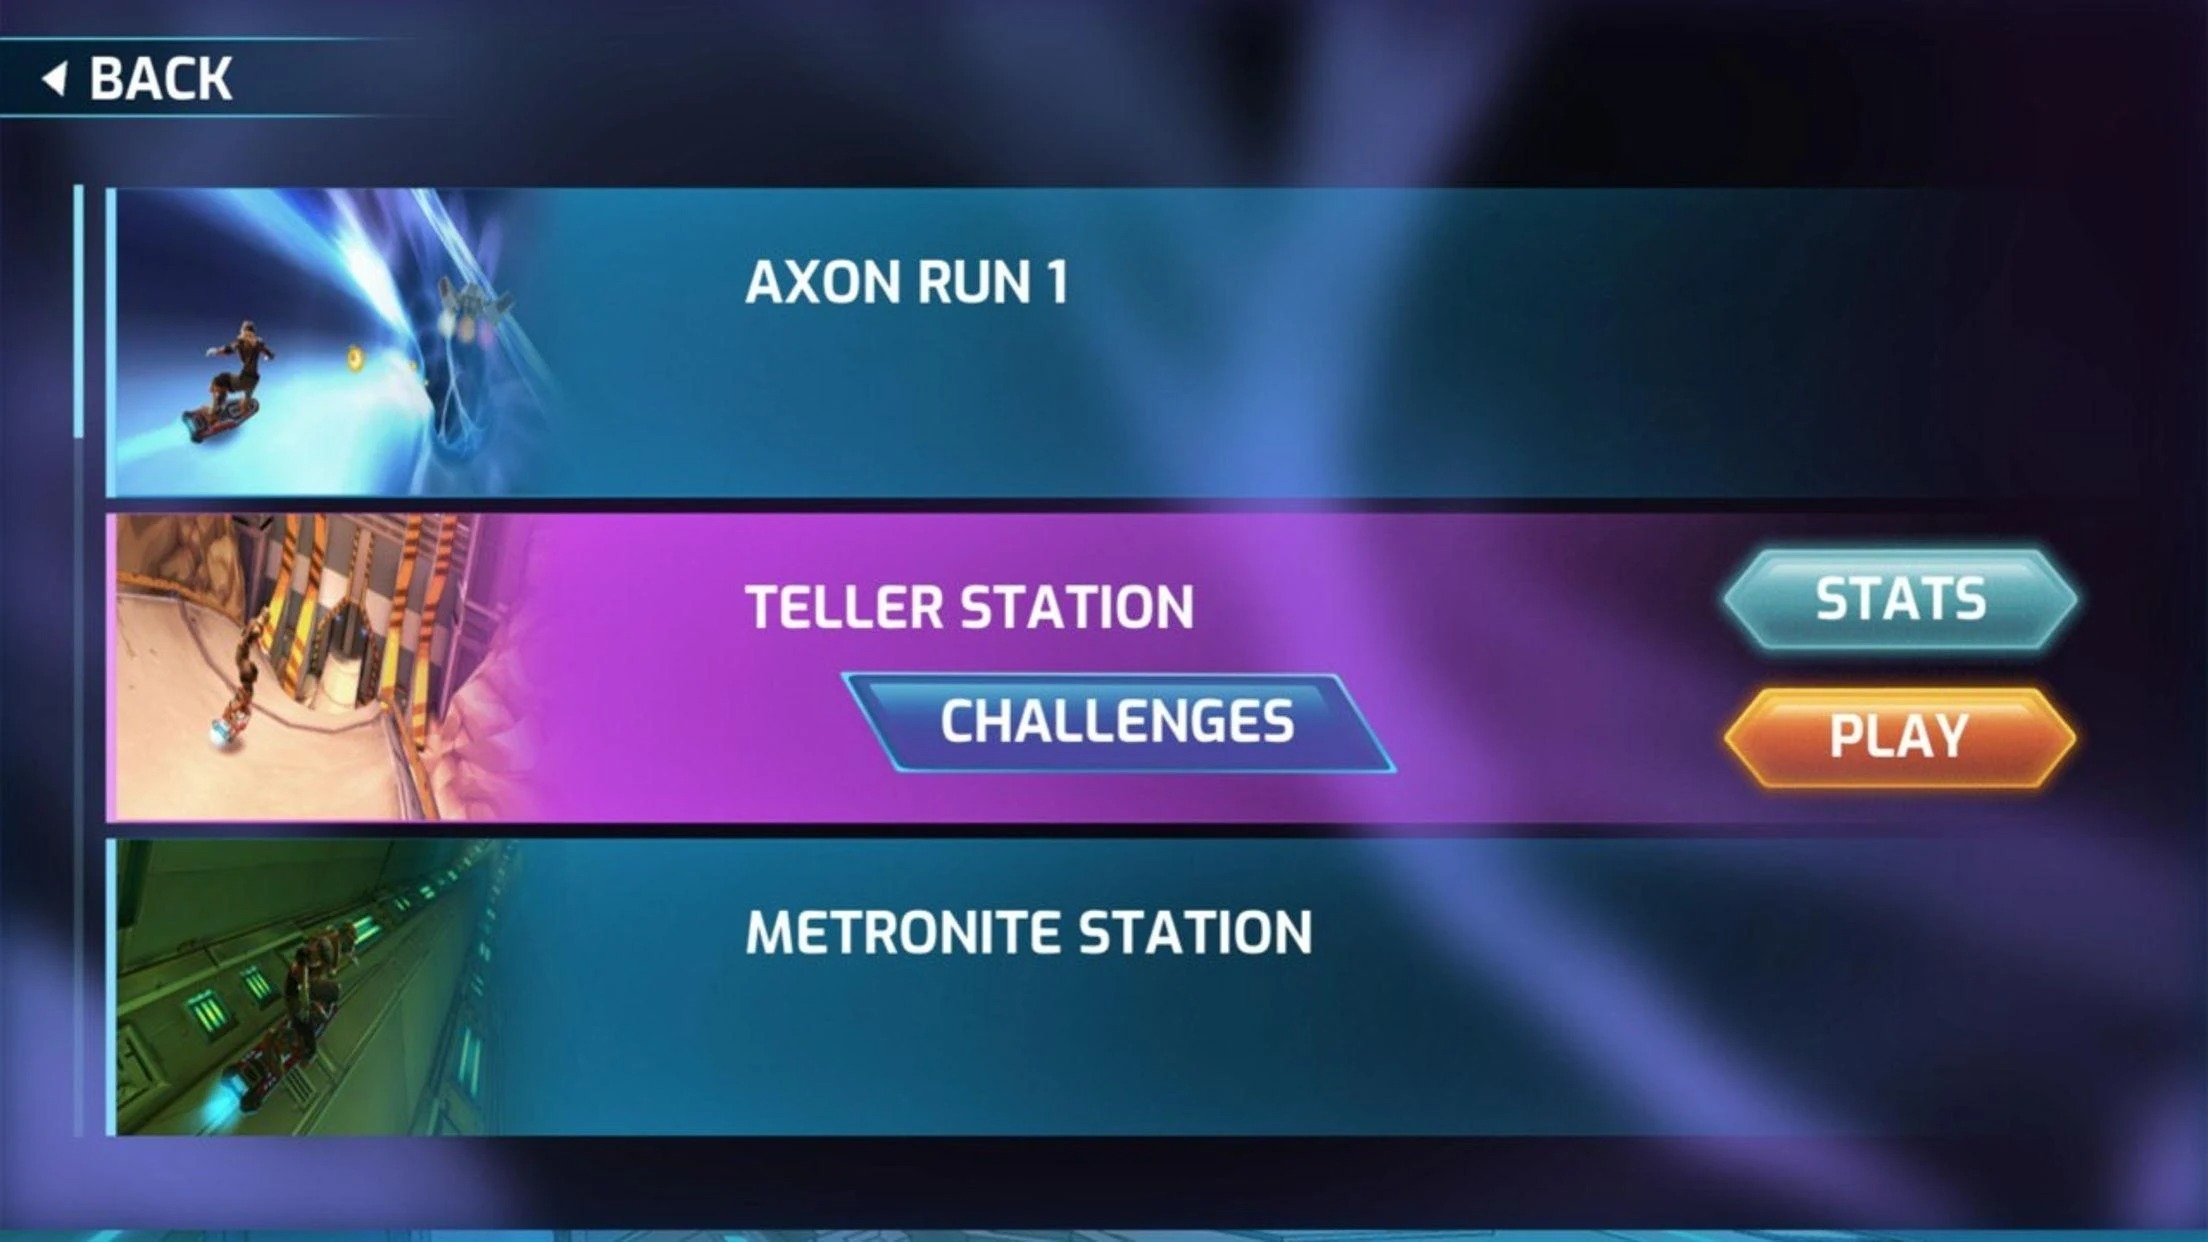 BACK
AXON RUN 1
TELLER STATION
STATS
CHALLENGES
PLAY
METRONITE STATION